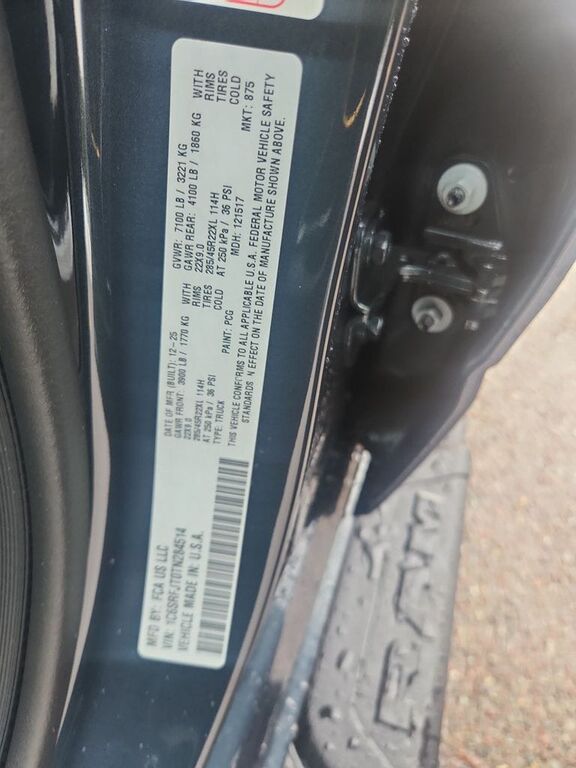 MFD BY: FCA US LLC
DATE OF MFR (BUILT): 12-25
GVWR: 7100 LB / 3221 KG
GAWR FRONT: 3900 LB / 1770 KG WITH
GAWR REAR: 4100 LB / 1860 KG WITH
22X9.0 RIMS
22X9.0 RIMS
285/45R22XL 114H TIRES
285/45R22XL 114H TIRES
AT 250 kPa / 36 PSI COLD
AT 250 kPa / 36 PSI COLD
VIN: 1C6SRFJT0TN284514
TYPE: TRUCK
PAINT: PCG
MDH: 121517
MKT: 875
VEHICLE MADE IN: U.S.A.
THIS VEHICLE CONFORMS TO ALL APPLICABLE U.S.A. FEDERAL MOTOR VEHICLE SAFETY
STANDARDS IN EFFECT ON THE DATE OF MANUFACTURE SHOWN ABOVE.
RAM